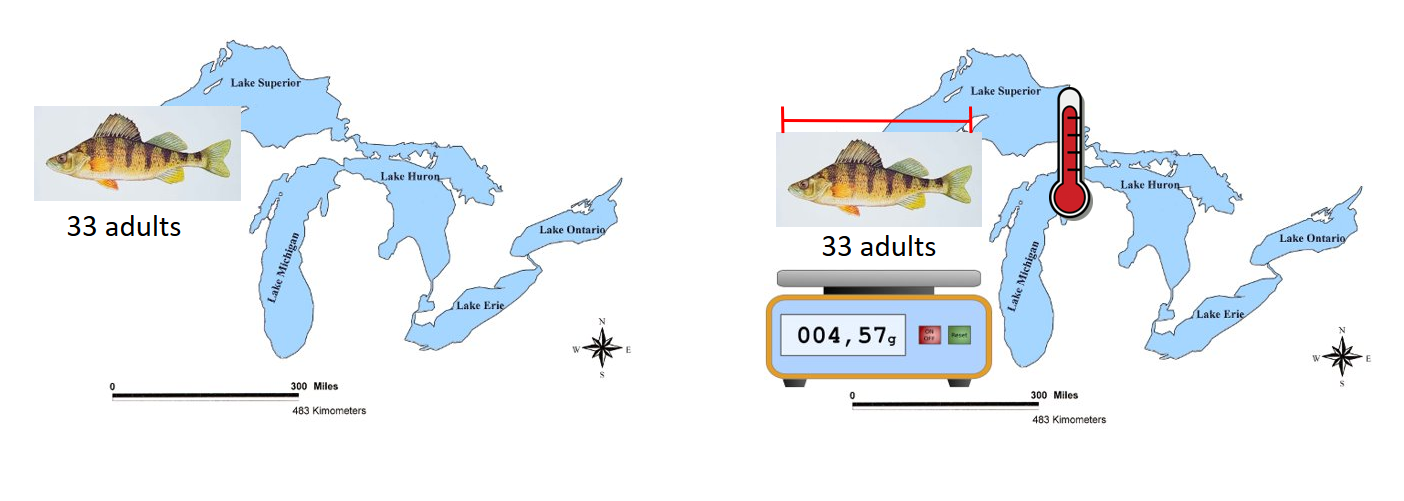 Lake Superior
Lake Huron
33 adults
Lake Ontario
Lake Michigan
Lake Erie
N
W E
S
0 300 Miles
483 Kimometers
Lake Superior
Lake Huron
33 adults
Lake Ontario
Lake Michigan
Lake Erie
004,57g
ON
OFF
Reset
N
W E
S
0 300 Miles
483 Kimometers